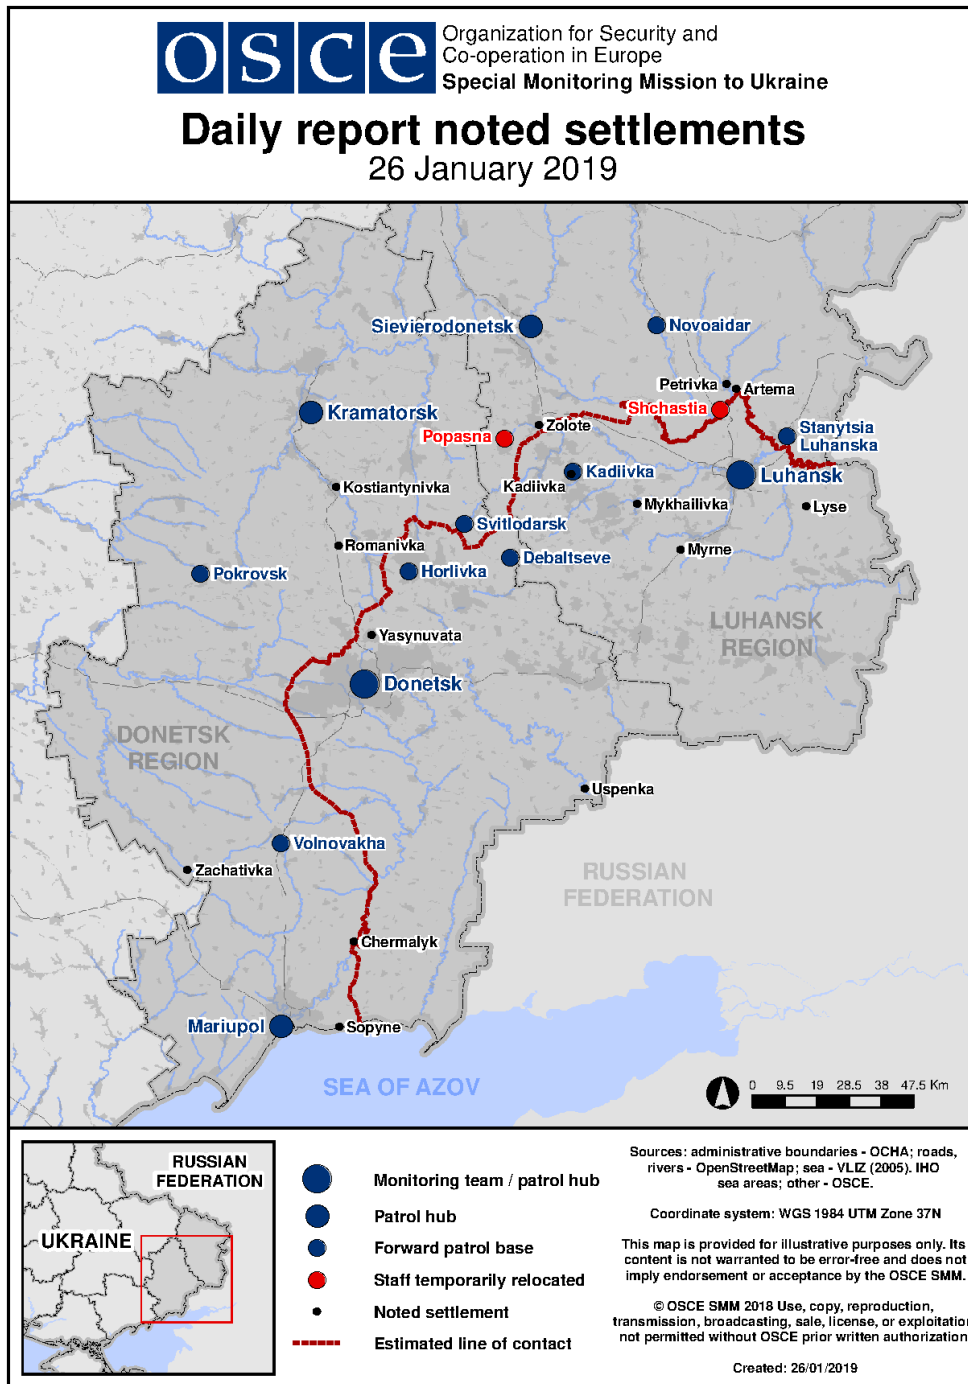 osce
Organization for Security and
Co-operation in Europe
Special Monitoring Mission to Ukraine
Daily report noted settlements
26 January 2019
Sievierodonetsk
Novoaidar
Petrivka
Artema
Shchastia
Kramatorsk
Popasna
Zolote
Stanytsia
Luhanska
Kadiivka
Kadiivka
Luhansk
Kostiantynivka
Mykhailivka
Lyse
Svitlodarsk
Romanivka
Myrne
Debaltseve
Horlivka
Pokrovsk
LUHANSK
REGION
Yasynuvata
Donetsk
DONETSK
REGION
Uspenka
Volnovakha
Zachativka
RUSSIAN
FEDERATION
Chermalyk
Mariupol
Sopyne
SEA OF AZOV
0 9.5 19 28.5 38 47.5 Km
RUSSIAN
FEDERATION
UKRAINE
Monitoring team / patrol hub
Patrol hub
Forward patrol base
Staff temporarily relocated
Noted settlement
Estimated line of contact
Sources: administrative boundaries - OCHA; roads,
rivers - OpenStreetMap; sea - VLIZ (2005). IHO
sea areas; other - OSCE.
Coordinate system: WGS 1984 UTM Zone 37N
This map is provided for illustrative purposes only. Its
content is not warranted to be error-free and does not
imply endorsement or acceptance by the OSCE SMM.
© OSCE SMM 2018 Use, copy, reproduction,
transmission, broadcasting, sale, license, or exploitation
not permitted without OSCE prior written authorization
Created: 26/01/2019